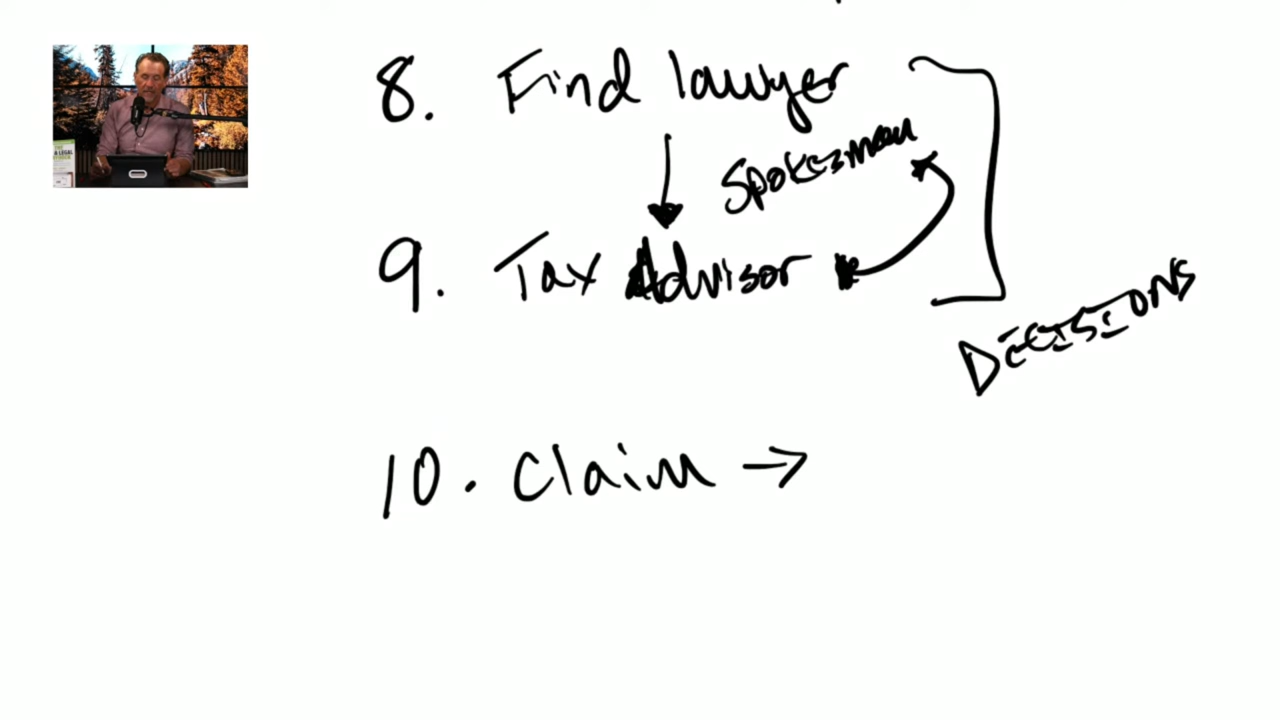 8. Find lawyer
Spokesman
9. Tax Advisor
DECISIONS
10. Claim →